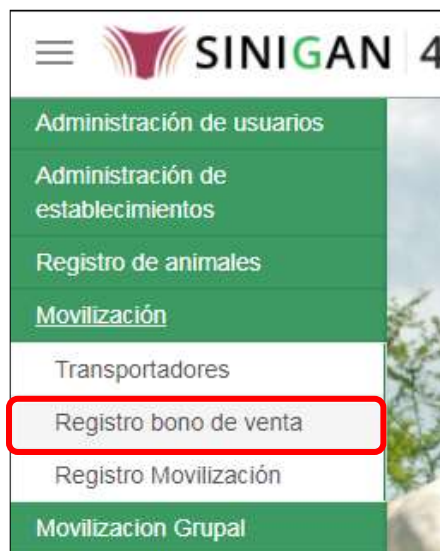 SINIGAN 4
Administración de usuarios
Administración de
establecimientos
Registro de animales
Movilización
Transportadores
Registro bono de venta
Registro Movilización
Movilizacion Grupal